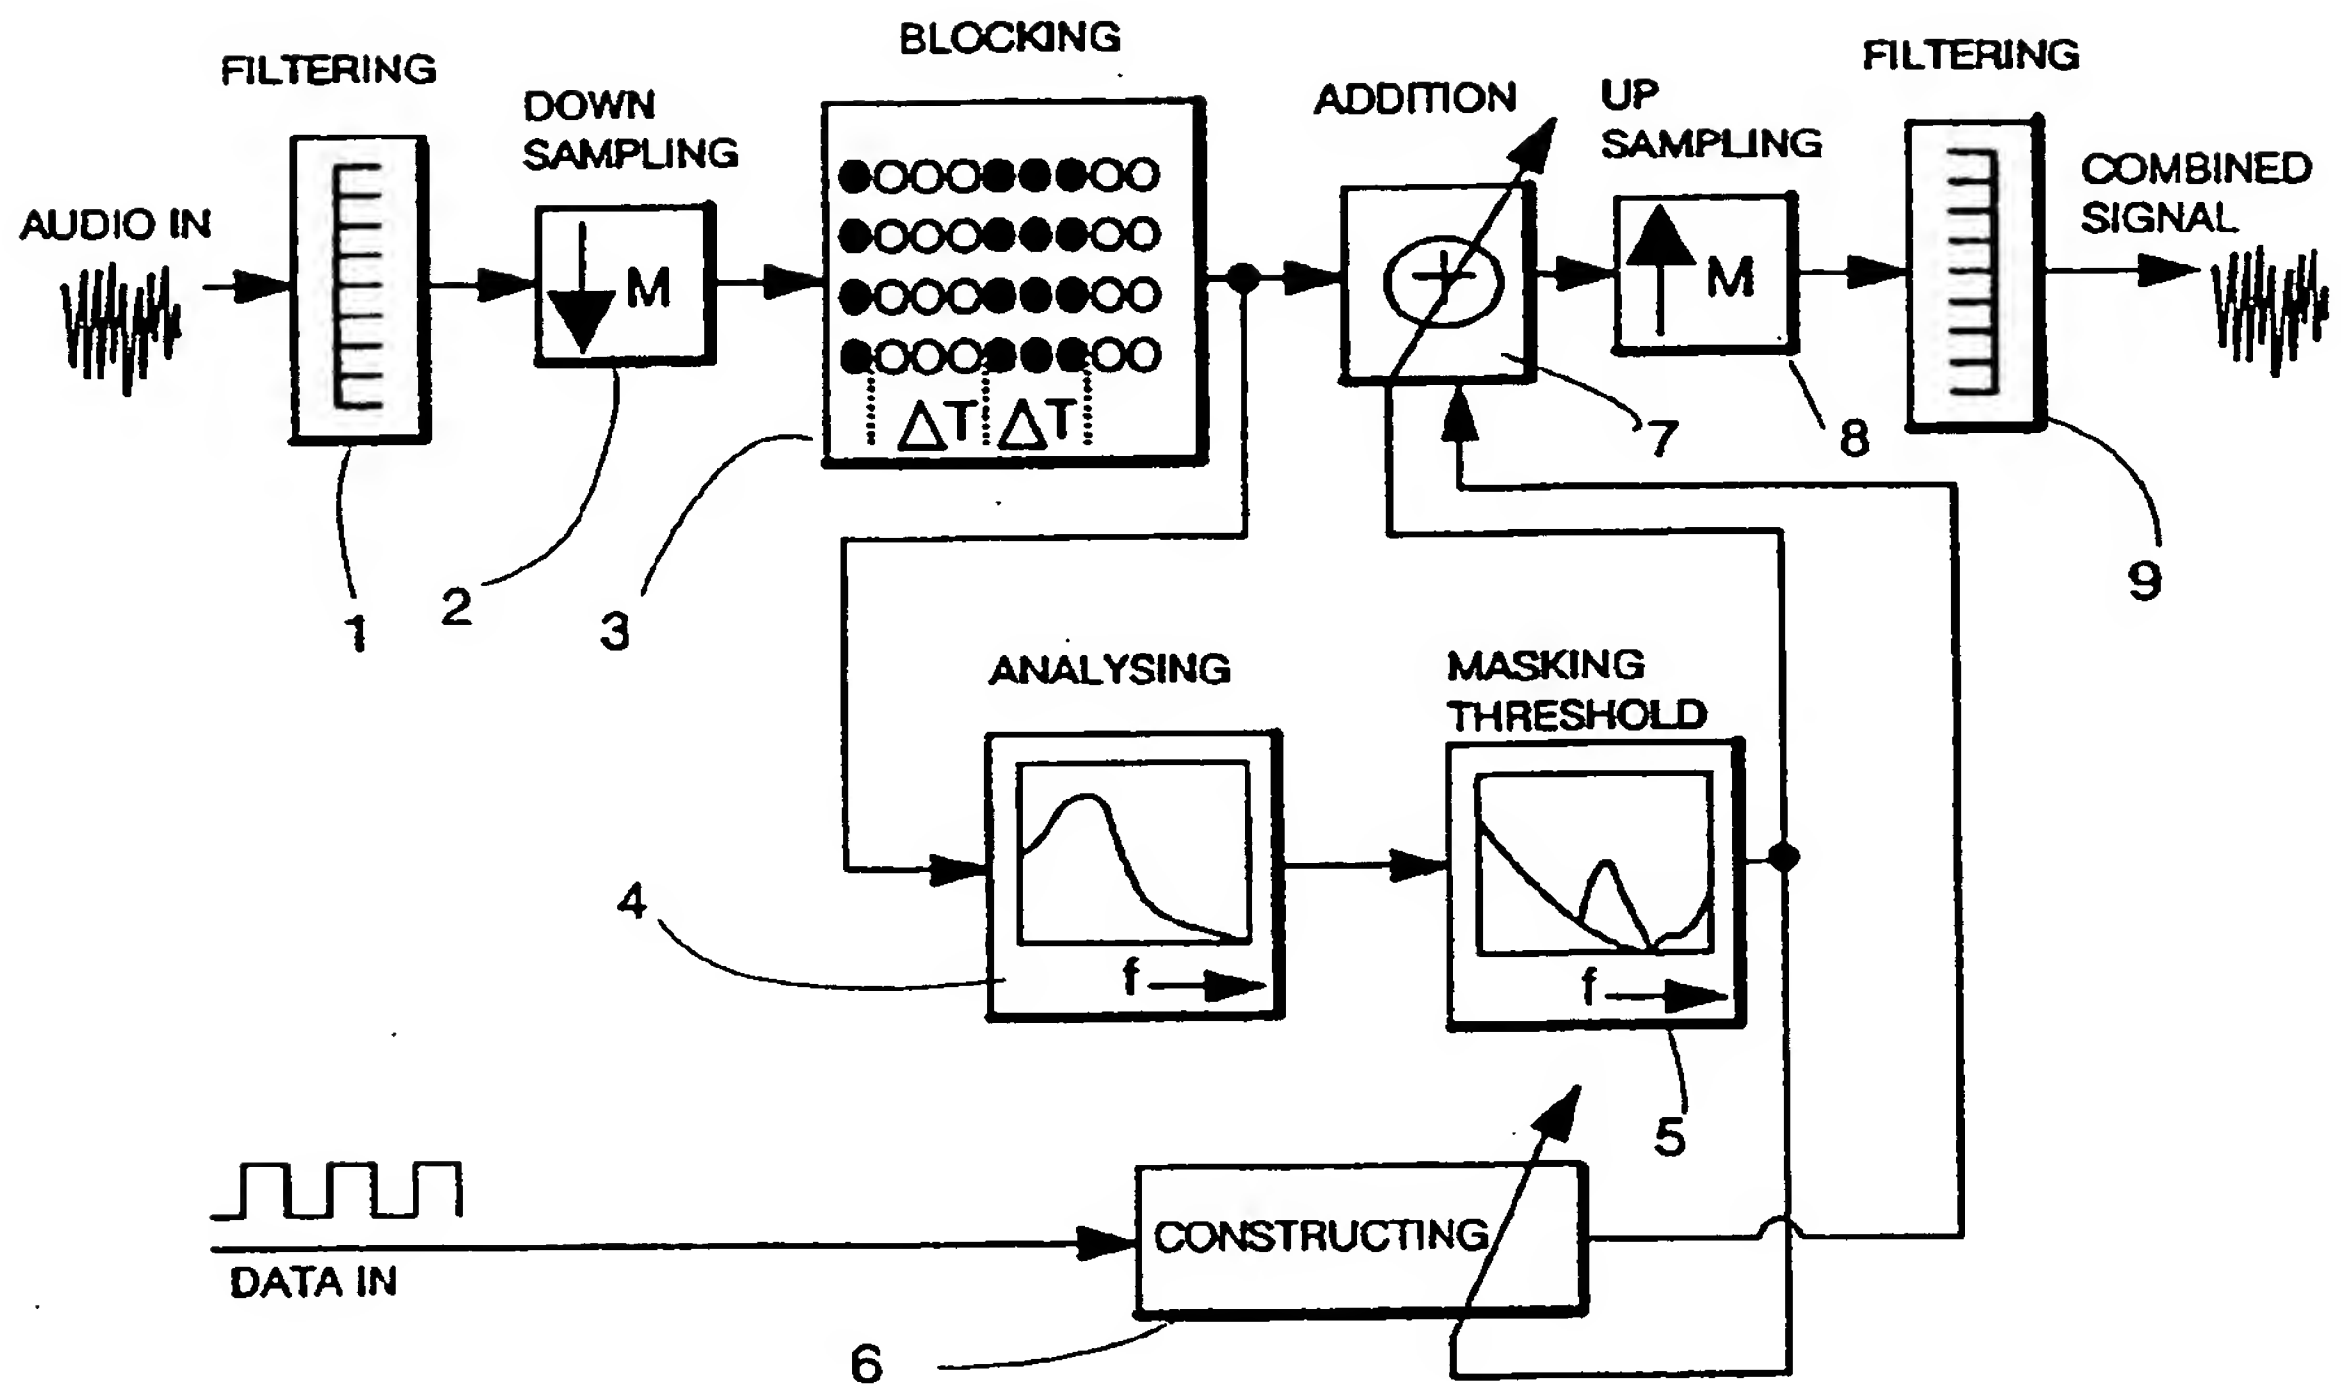 BLOCKING
FILTERING
FILTERING
DOWN
SAMPLING
ADDITION
UP
SAMPLING
COMBINED
SIGNAL
AUDIO IN
M
M
ΔT ΔT
7
8
1
2
3
9
ANALYSING
MASKING
THRESHOLD
4
f
f
5
CONSTRUCTING
DATA IN
6